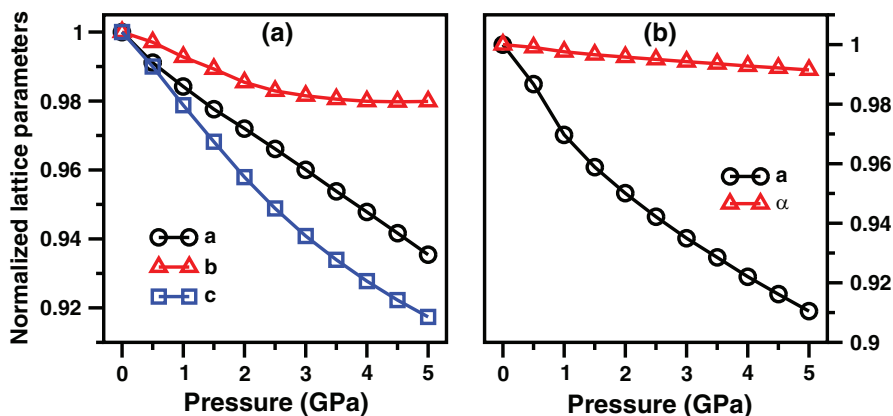 (a)
(b)
Normalized lattice parameters
1
0.98
0.96
0.94
0.92
a
b
c
0 1 2 3 4 5
Pressure (GPa)
a
α
1
0.98
0.96
0.94
0.92
0.9
0 1 2 3 4 5
Pressure (GPa)